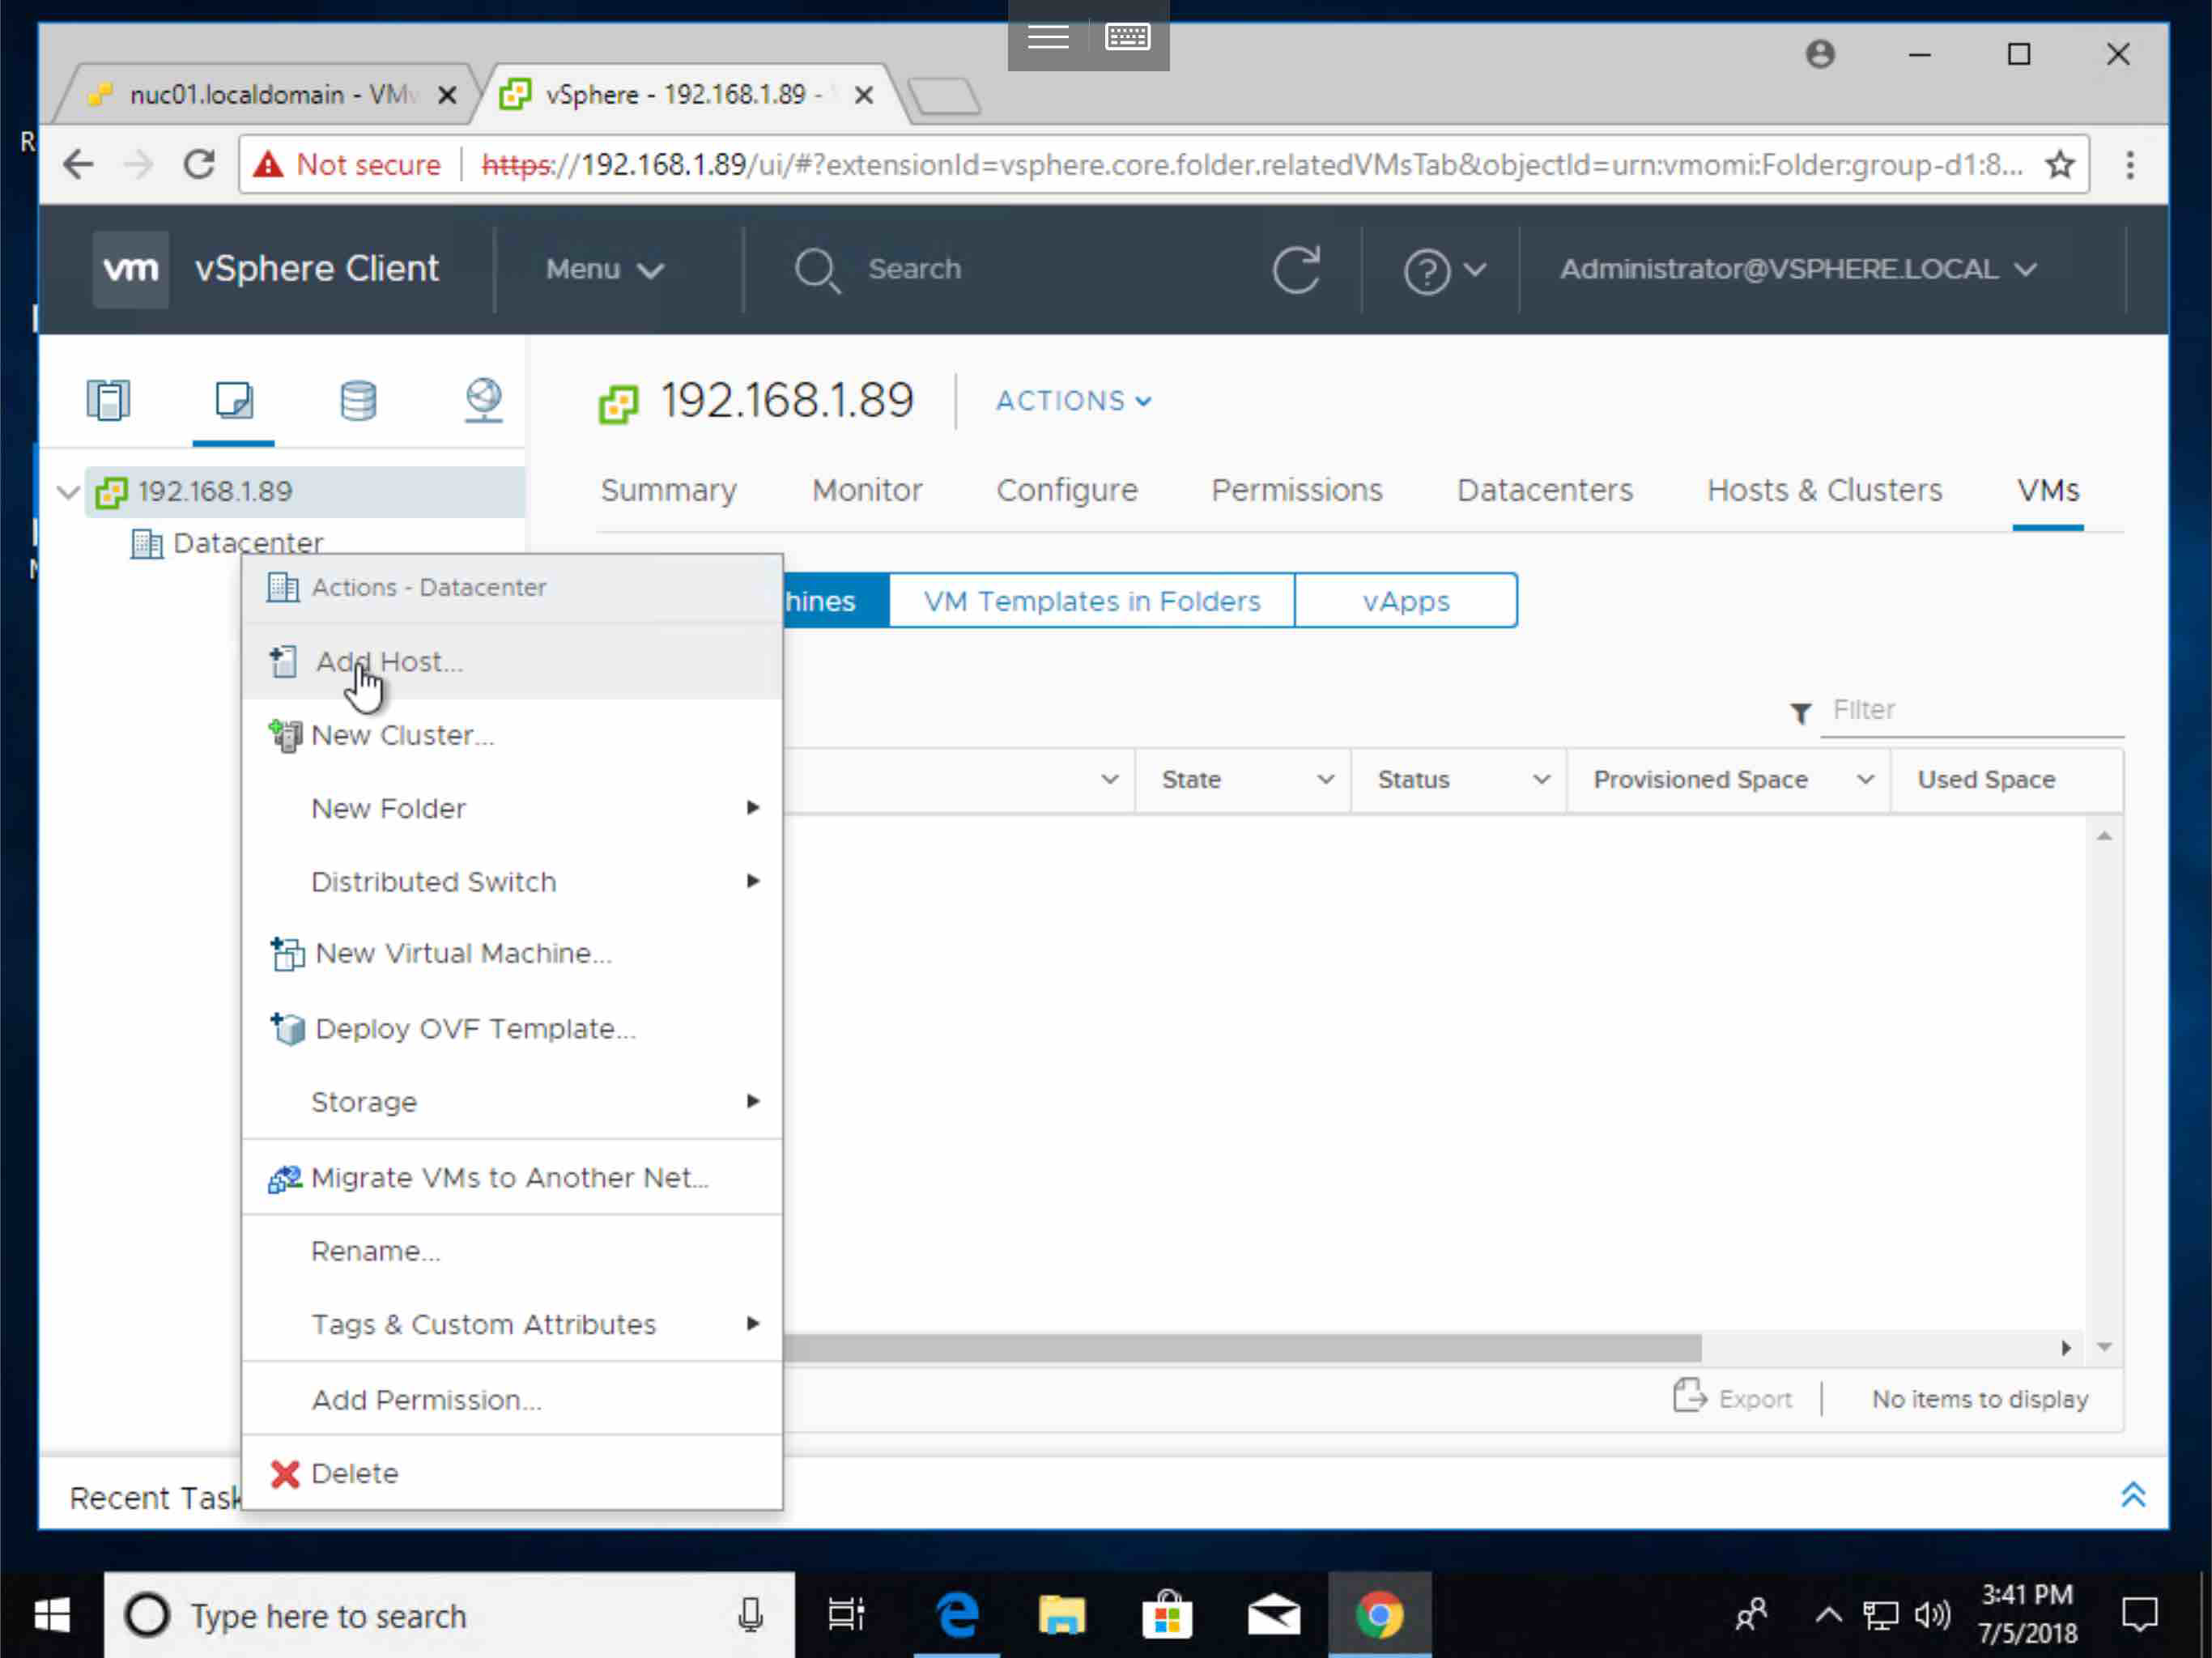 nuc01.localdomain - VMw
vSphere - 192.168.1.89 -
R
Not secure
https://192.168.1.89/ui/#?extensionId=vsphere.core.folder.relatedVMsTab&objectId=urn:vmomi:Folder:group-d1:8...
vm
vSphere Client
Menu
Search
Administrator@VSPHERE.LOCAL
192.168.1.89
ACTIONS
192.168.1.89
Datacenter
Summary
Monitor
Configure
Permissions
Datacenters
Hosts & Clusters
VMs
Actions - Datacenter
hines
VM Templates in Folders
vApps
Add Host...
New Cluster...
New Folder
Distributed Switch
New Virtual Machine...
Deploy OVF Template...
Storage
Migrate VMs to Another Net...
Rename...
Tags & Custom Attributes
Add Permission...
Delete
Filter
State
Status
Provisioned Space
Used Space
Export
No items to display
Recent Task
Type here to search
3:41 PM
7/5/2018